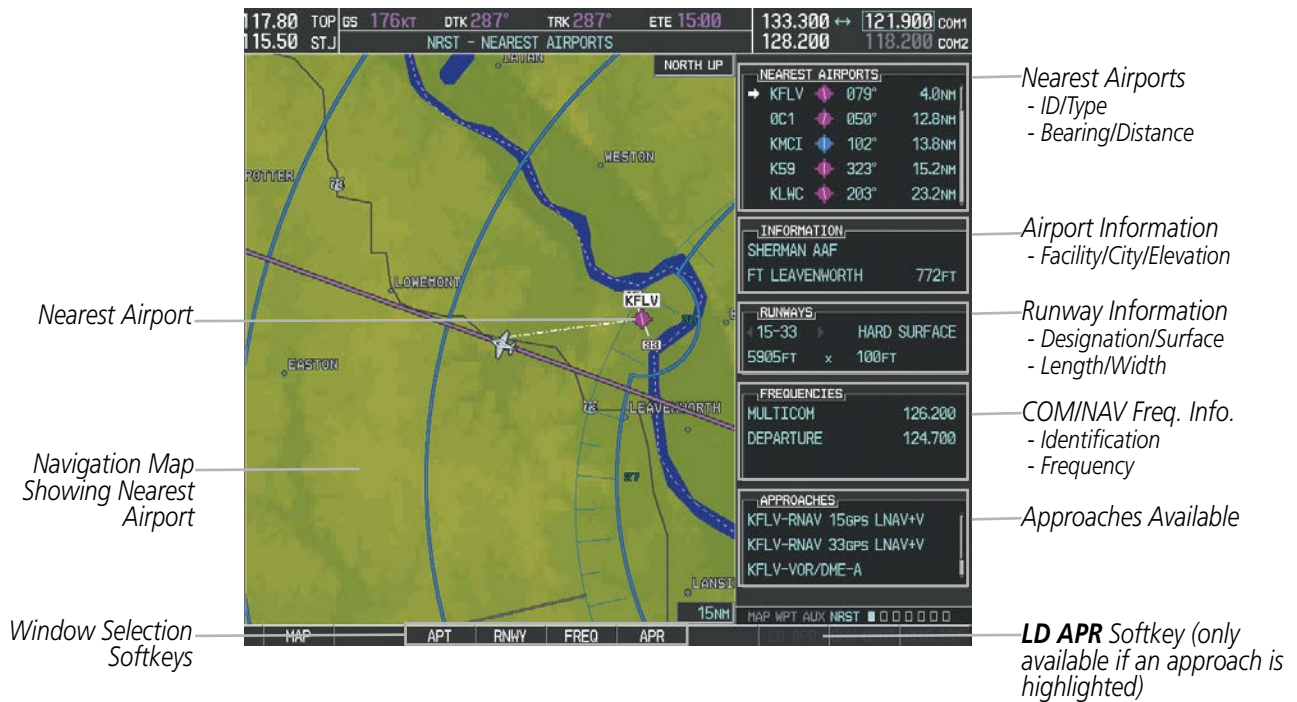 117.80 TOP GS 176KT DTK 287° TRK 287° ETE 15:00 133.300 ↔ 121.900 COM1
115.50 STJ NRST - NEAREST AIRPORTS 128.200 118.200 COM2
NORTH UP
WESTON
POTTER
LOWEMONT
KFLV
33
EASTON
LEAVENWORTH
27
LANSI
15NM
NEAREST AIRPORTS
KFLV 079° 4.0NM
0C1 050° 12.8NM
KMCI 102° 13.8NM
K59 323° 15.2NM
KLWC 203° 23.2NM
INFORMATION
SHERMAN AAF
FT LEAVENWORTH 772FT
RUNWAYS
15-33 HARD SURFACE
5905FT x 100FT
FREQUENCIES
MULTICOM 126.200
DEPARTURE 124.700
APPROACHES
KFLV-RNAV 15GPS LNAV+V
KFLV-RNAV 33GPS LNAV+V
KFLV-VOR/DME-A
MAP WPT AUX NRST
MAP APT RNWY FREQ APR LD APR
Nearest Airport
Navigation Map
Showing Nearest
Airport
Window Selection
Softkeys
Nearest Airports
- ID/Type
- Bearing/Distance
Airport Information
- Facility/City/Elevation
Runway Information
- Designation/Surface
- Length/Width
COM/NAV Freq. Info.
- Identification
- Frequency
Approaches Available
LD APR Softkey (only
available if an approach is
highlighted)